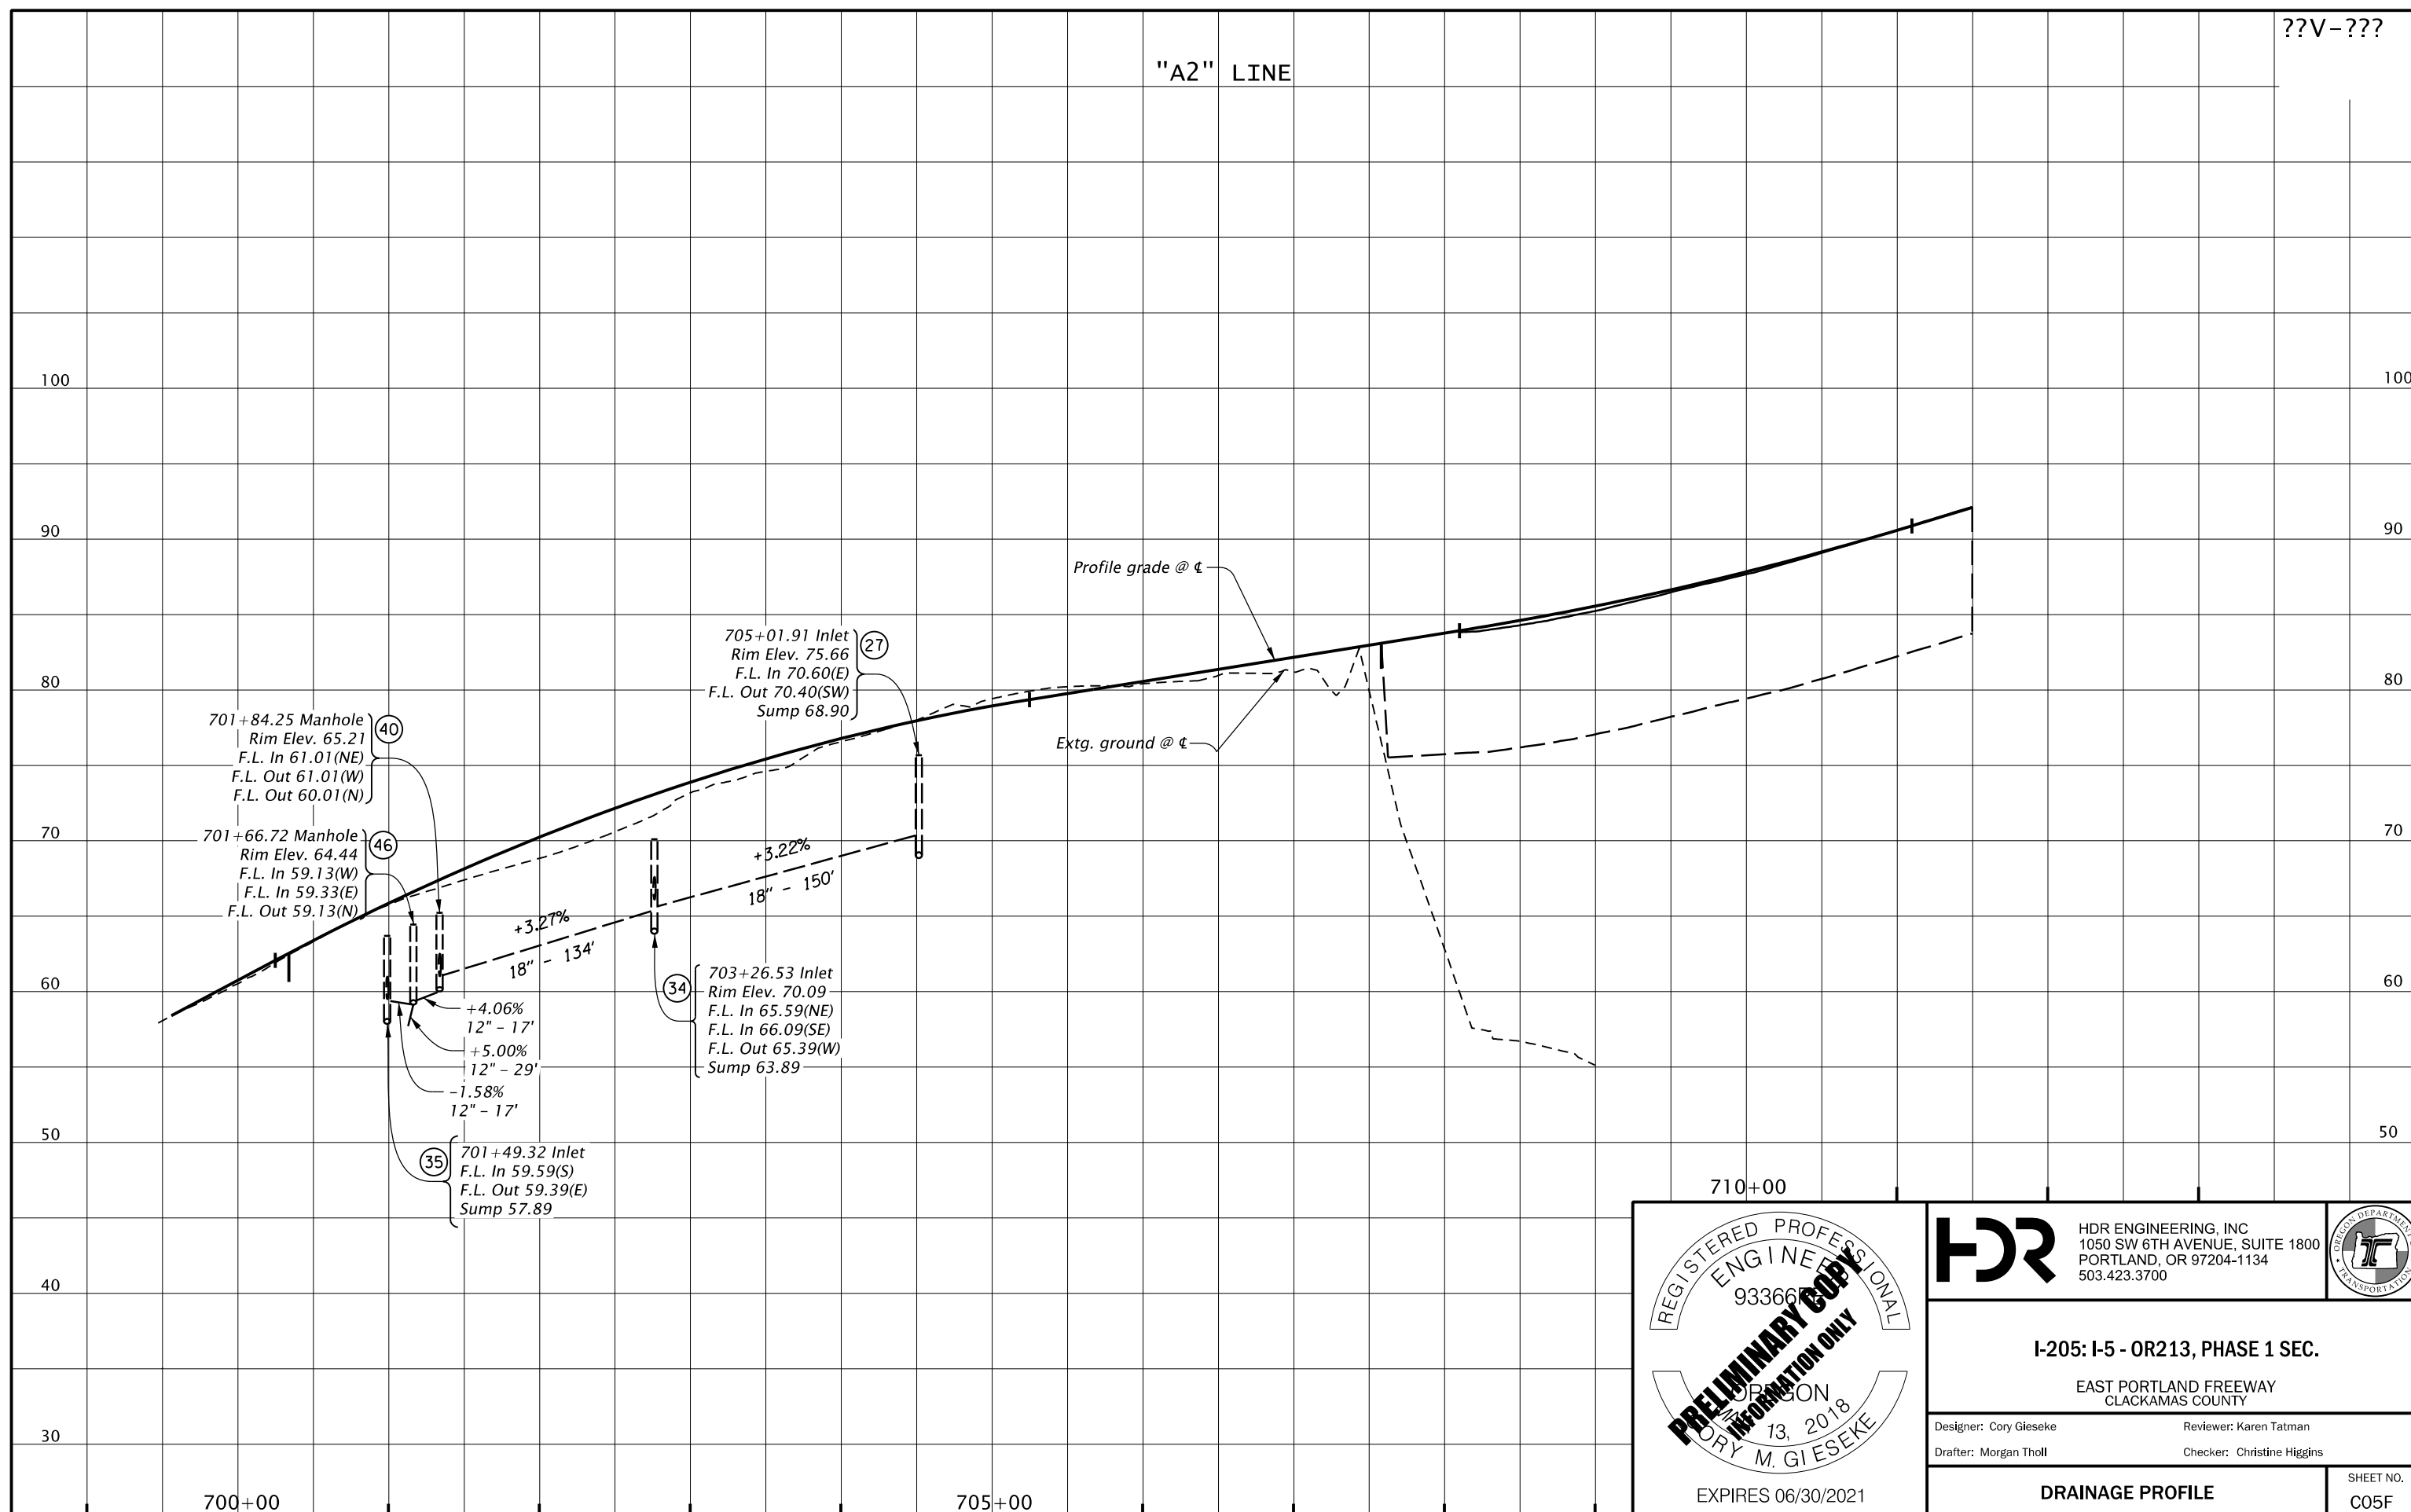 ??V-???
"A2" LINE
100
100
90
90
Profile grade @ ℄
705+01.91 Inlet
Rim Elev. 75.66
F.L. In 70.60(E)
F.L. Out 70.40(SW)
Sump 68.90
27
80
80
701+84.25 Manhole
Rim Elev. 65.21
F.L. In 61.01(NE)
F.L. Out 61.01(W)
F.L. Out 60.01(N)
40
Extg. ground @ ℄
70
70
701+66.72 Manhole
Rim Elev. 64.44
F.L. In 59.13(W)
F.L. In 59.33(E)
F.L. Out 59.13(N)
46
+3.22%
18" - 150'
+3.27%
18" - 134'
60
60
34
703+26.53 Inlet
Rim Elev. 70.09
F.L. In 65.59(NE)
F.L. In 66.09(SE)
F.L. Out 65.39(W)
Sump 63.89
+4.06%
12" - 17'
+5.00%
12" - 29'
-1.58%
12" - 17'
50
50
35
701+49.32 Inlet
F.L. In 59.59(S)
F.L. Out 59.39(E)
Sump 57.89
710+00
40
30
700+00
705+00
REGISTERED PROFESSIONAL
ENGINEER
93366PE
PRELIMINARY COPY
INFORMATION ONLY
OREGON
13, 2018
CORY M. GIESEKE
EXPIRES 06/30/2021
HDR
HDR ENGINEERING, INC
1050 SW 6TH AVENUE, SUITE 1800
PORTLAND, OR 97204-1134
503.423.3700
OREGON DEPARTMENT
TRANSPORTATION
I-205: I-5 - OR213, PHASE 1 SEC.
EAST PORTLAND FREEWAY
CLACKAMAS COUNTY
Designer: Cory Gieseke
Reviewer: Karen Tatman
Drafter: Morgan Tholl
Checker: Christine Higgins
DRAINAGE PROFILE
SHEET NO.
C05F